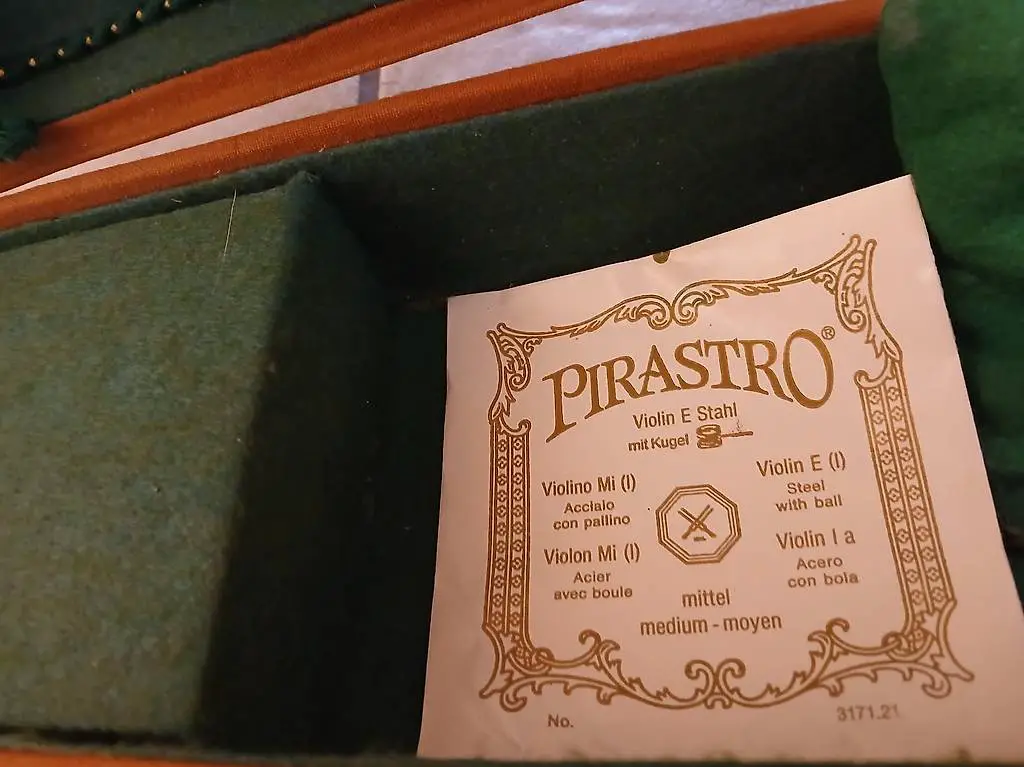 PIRASTRO®
Violin E Stahl
mit Kugel
Violino Mi (I)
Acciaio
con pallino
Violon Mi (I)
Acier
avec boule
Violin E (I)
Steel
with ball
Violin I a
Acero
con bola
mittel
medium - moyen
No.
3171.21